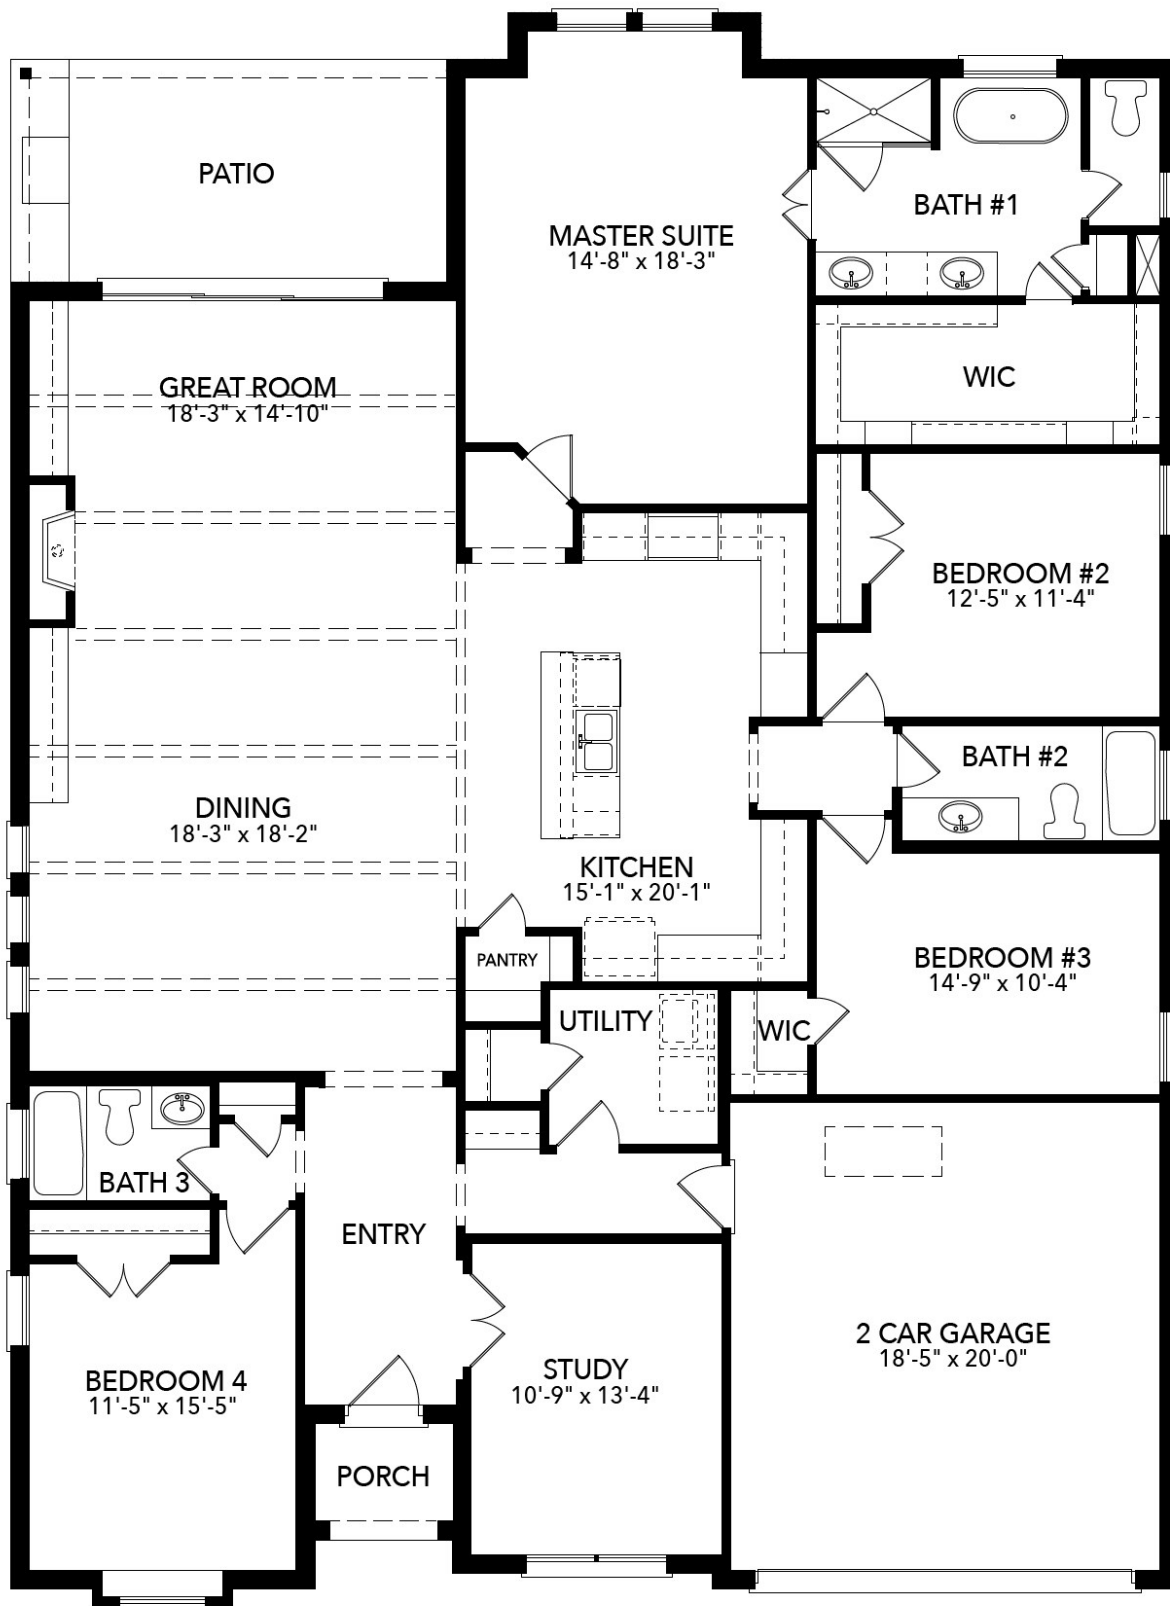 PATIO
MASTER SUITE
14'-8" x 18'-3"
BATH #1
GREAT ROOM
18'-3" x 14'-10"
WIC
BEDROOM #2
12'-5" x 11'-4"
BATH #2
DINING
18'-3" x 18'-2"
KITCHEN
15'-1" x 20'-1"
PANTRY
BEDROOM #3
14'-9" x 10'-4"
UTILITY
WIC
BATH 3
ENTRY
2 CAR GARAGE
18'-5" x 20'-0"
BEDROOM 4
11'-5" x 15'-5"
STUDY
10'-9" x 13'-4"
PORCH